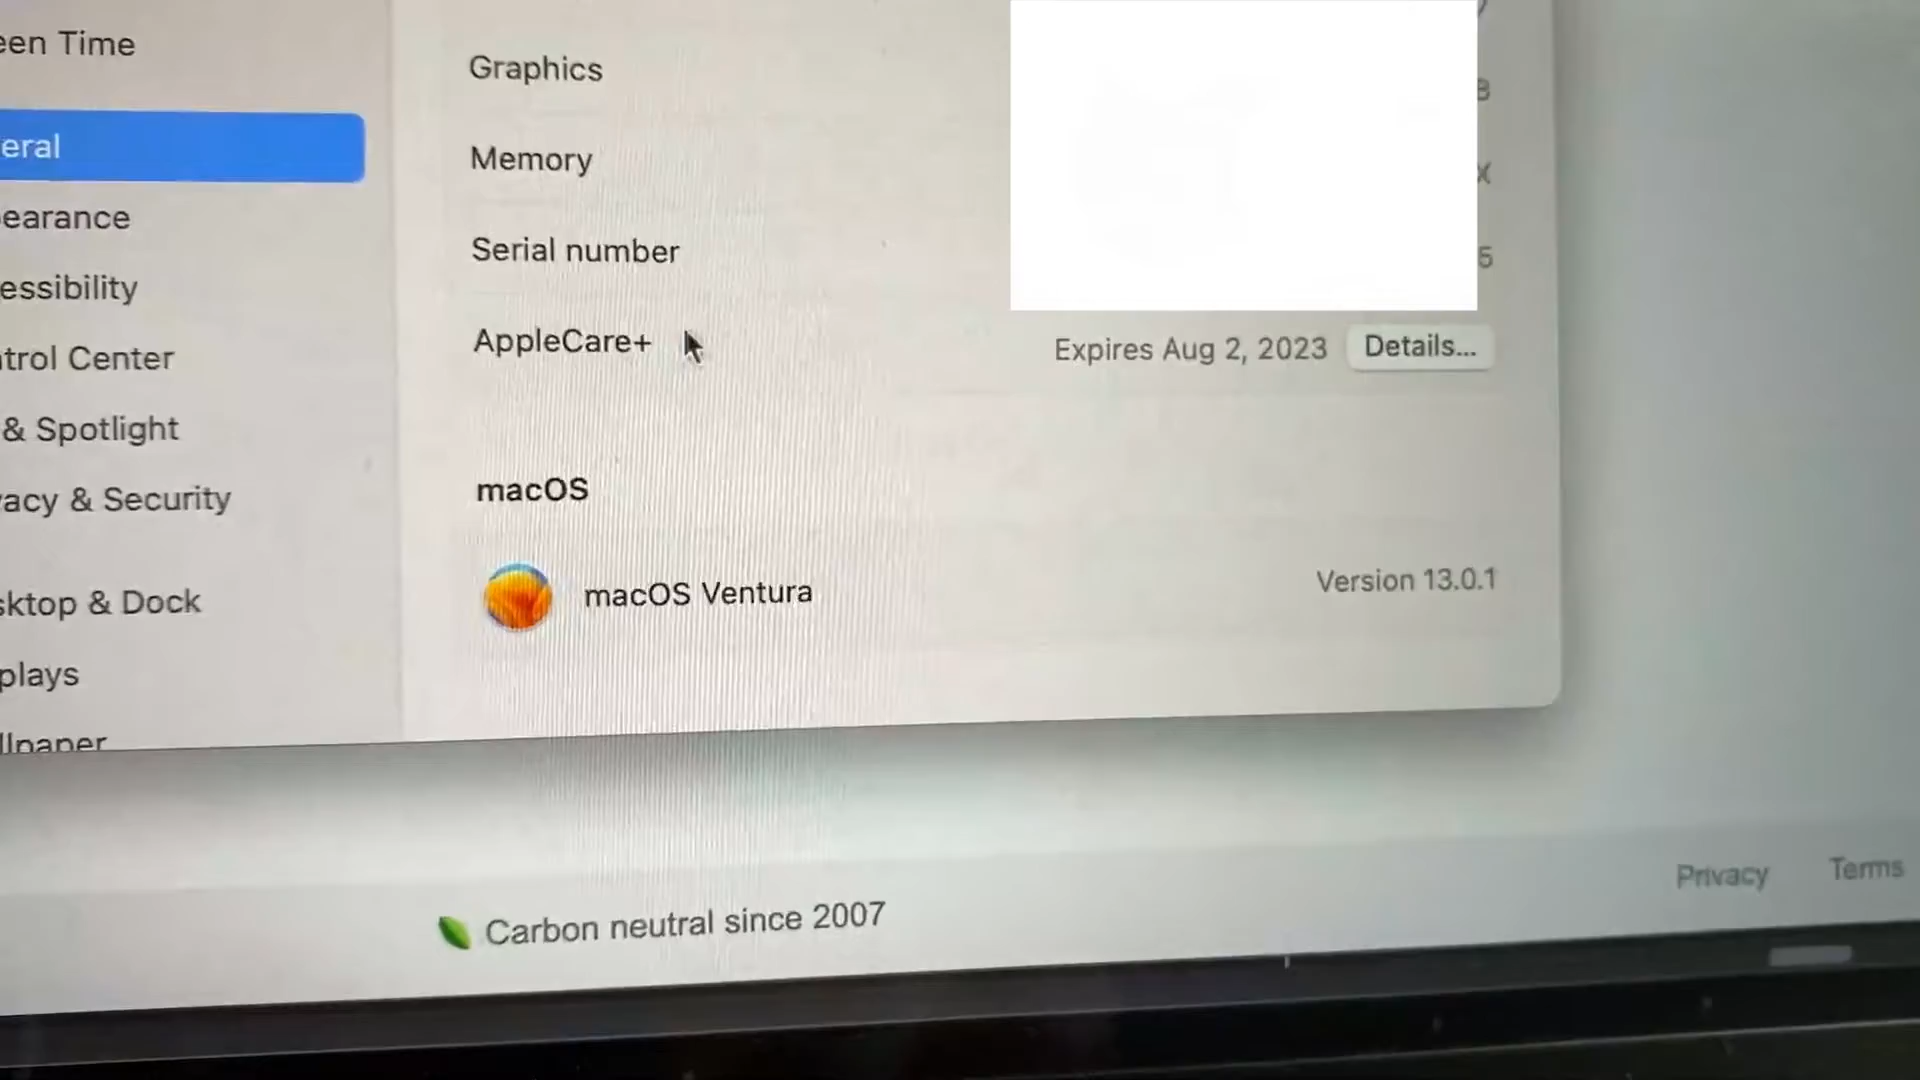 een Time
Graphics
eral
Memory
earance
Serial number
essibility
AppleCare+
Expires Aug 2, 2023
Details...
trol Center
& Spotlight
macOS
acy & Security
macOS Ventura
Version 13.0.1
sktop & Dock
plays
llpaper
Privacy
Terms
Carbon neutral since 2007